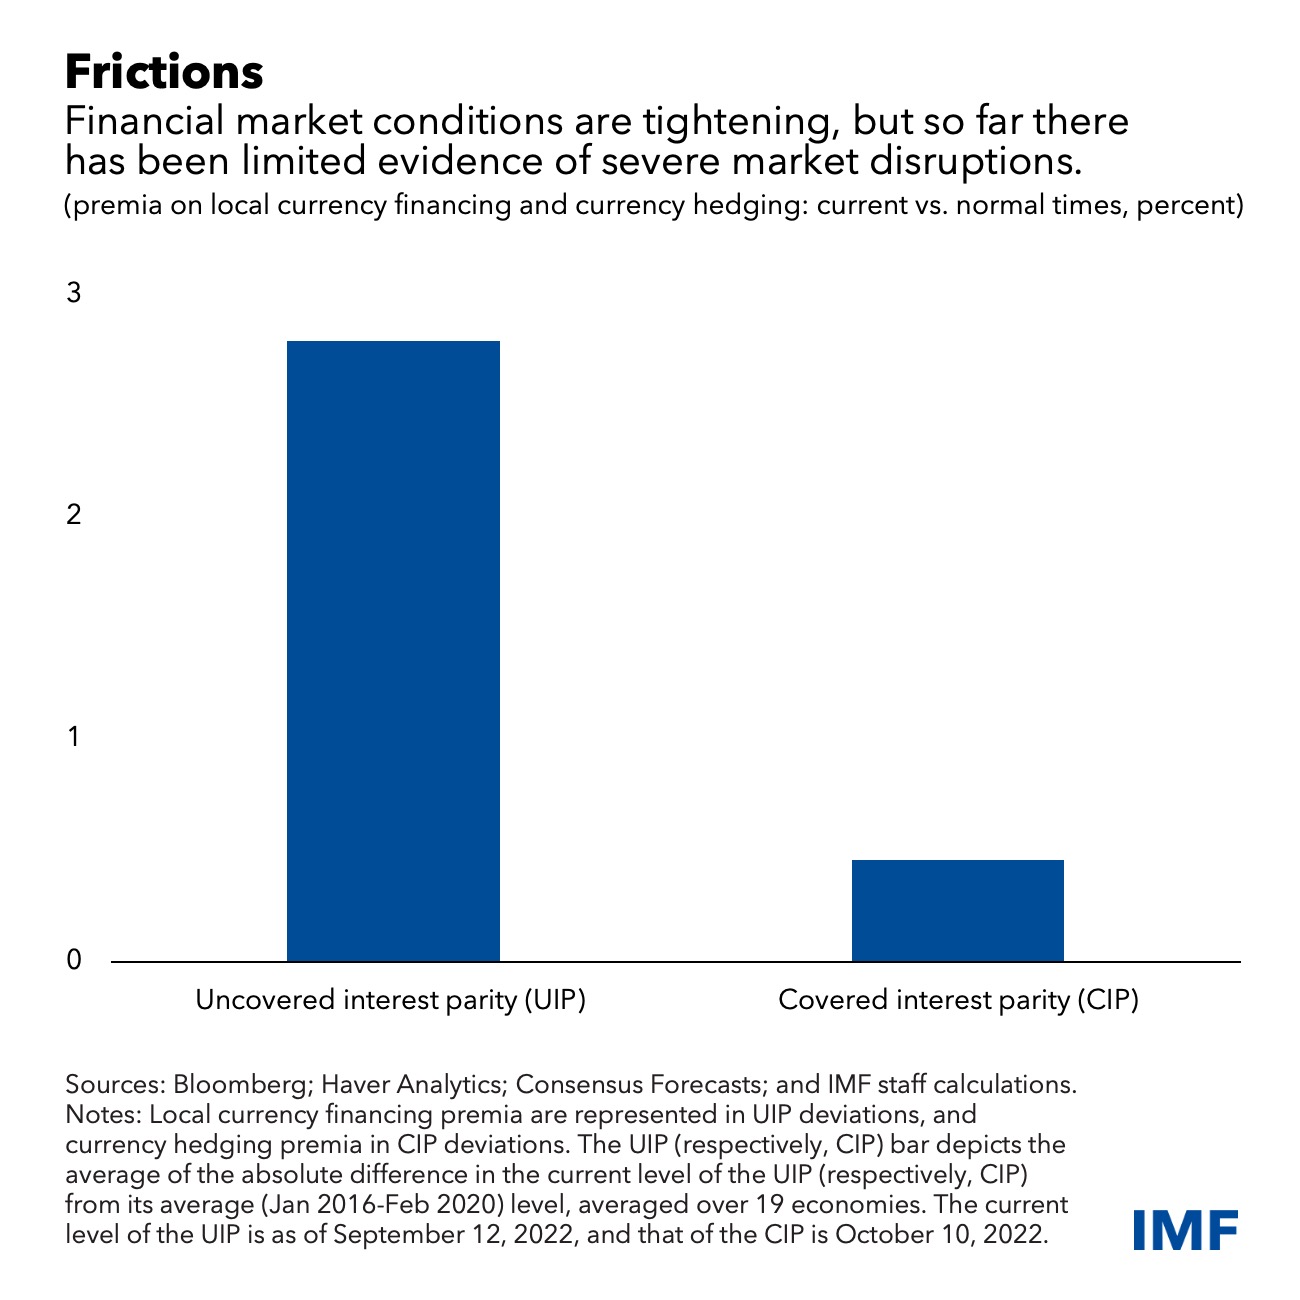 Frictions
Financial market conditions are tightening, but so far there
has been limited evidence of severe market disruptions.
(premia on local currency financing and currency hedging: current vs. normal times, percent)
3
2
1
0
Uncovered interest parity (UIP)
Covered interest parity (CIP)
Sources: Bloomberg; Haver Analytics; Consensus Forecasts; and IMF staff calculations.
Notes: Local currency financing premia are represented in UIP deviations, and
currency hedging premia in CIP deviations. The UIP (respectively, CIP) bar depicts the
average of the absolute difference in the current level of the UIP (respectively, CIP)
from its average (Jan 2016-Feb 2020) level, averaged over 19 economies. The current
level of the UIP is as of September 12, 2022, and that of the CIP is October 10, 2022.
IMF